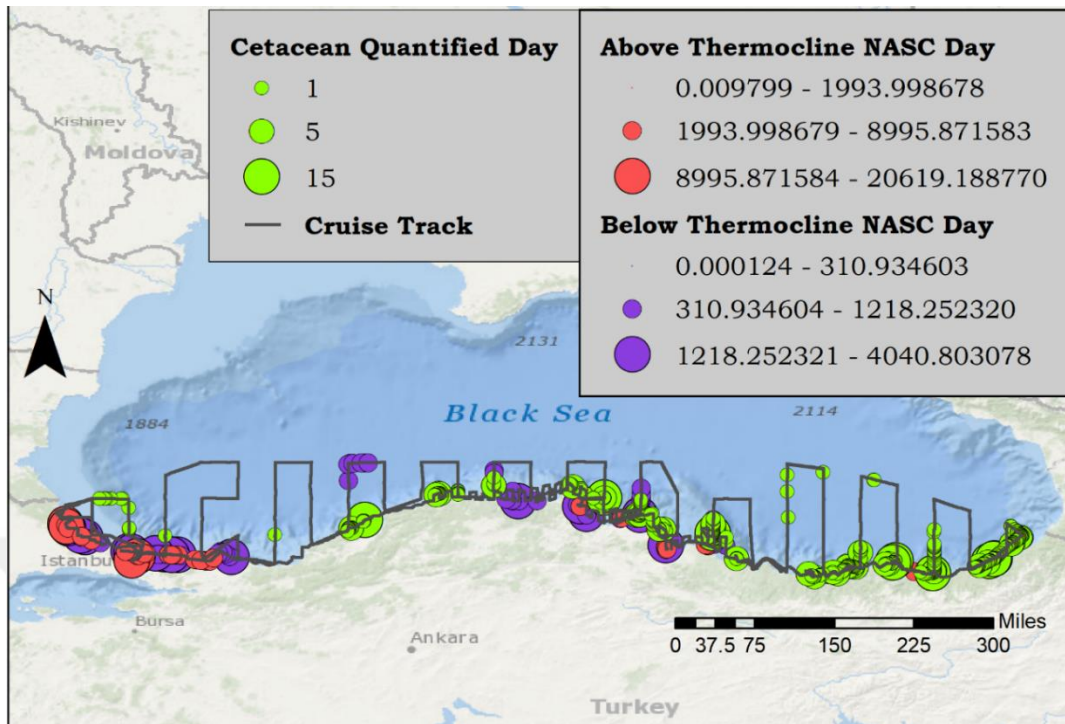 Cetacean Quantified Day
1
5
15
Cruise Track
Above Thermocline NASC Day
0.009799 - 1993.998678
1993.998679 - 8995.871583
8995.871584 - 20619.188770
Below Thermocline NASC Day
0.000124 - 310.934603
310.934604 - 1218.252320
1218.252321 - 4040.803078
Kishinev
Moldova
N
2131
1884
Black Sea
2114
Istanbul
Bursa
Ankara
Turkey
Miles
0 37.5 75 150 225 300